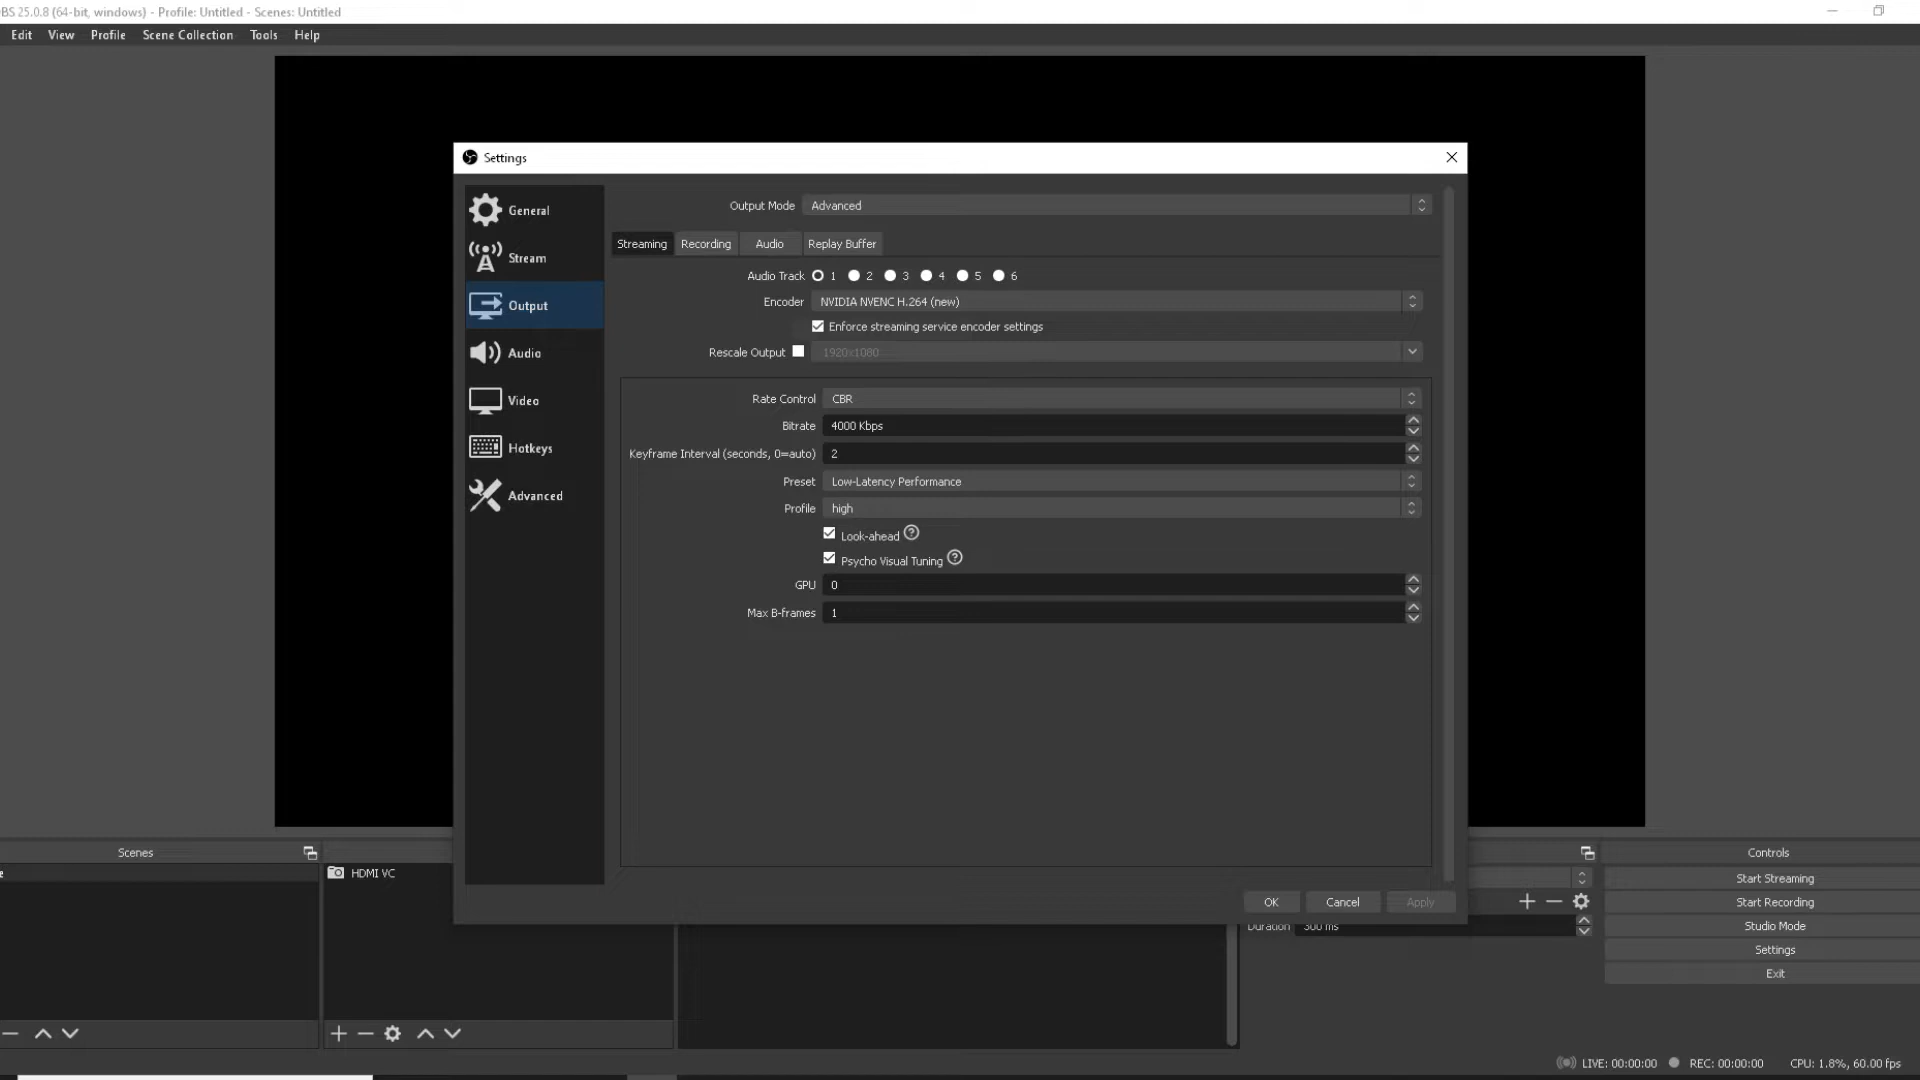 BS 25.0.8 (64-bit, windows) - Profile: Untitled - Scenes: Untitled
Edit View Profile Scene Collection Tools Help
Settings
General
Stream
Output
Audio
Video
Hotkeys
Advanced
Output Mode Advanced
Streaming Recording Audio Replay Buffer
Audio Track 1 2 3 4 5 6
Encoder NVIDIA NVENC H.264 (new)
Enforce streaming service encoder settings
Rescale Output 1920x1080
Rate Control CBR
Bitrate 4000 Kbps
Keyframe Interval (seconds, 0=auto) 2
Preset Low-Latency Performance
Profile high
Look-ahead ?
Psycho Visual Tuning ?
GPU 0
Max B-frames 1
OK Cancel Apply
Scenes
e
HDMI VC
Duration 300 ms
Controls
Start Streaming
Start Recording
Studio Mode
Settings
Exit
LIVE: 00:00:00 REC: 00:00:00 CPU: 1.8%, 60.00 fps